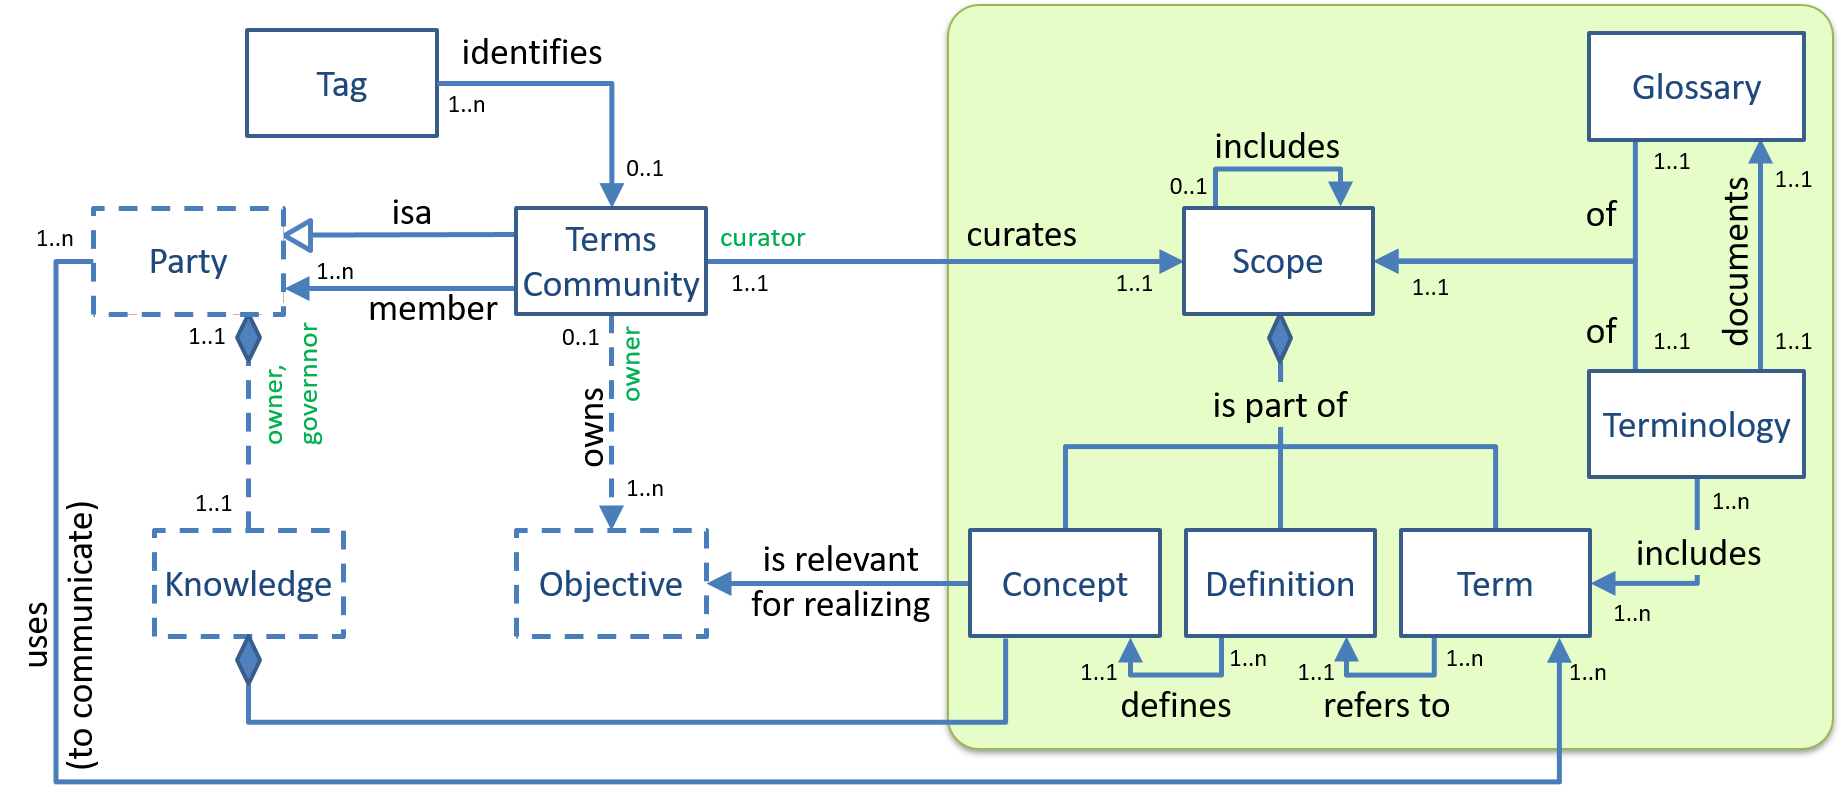 identifies
Tag
1..n
0..1
Glossary
1..1
1..1
includes
0..1
isa
1..n
Party
1..n
member
Terms
Community
curator
1..1
curates
1..1
Scope
1..1
of
of
documents
1..1
1..1
1..1
owner,
governnor
0..1
owner
owns
is part of
Terminology
1..1
1..n
1..n
includes
Knowledge
Objective
is relevant
for realizing
Concept
Definition
Term
1..n
uses
(to communicate)
1..1
1..n
defines
1..1
1..n
refers to
1..n